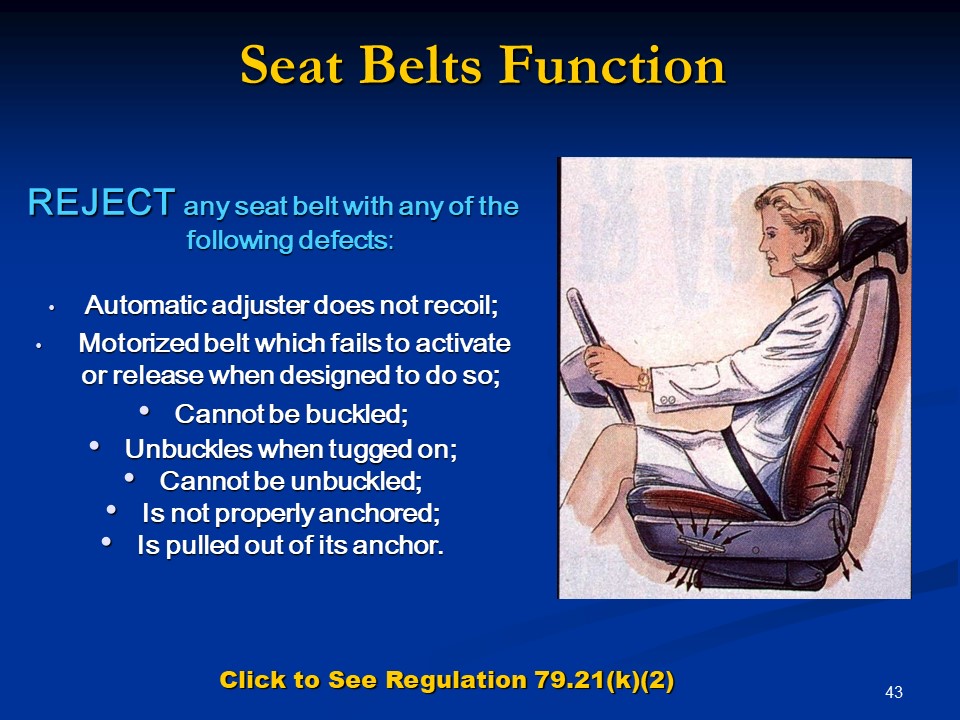 Seat Belts Function
REJECT any seat belt with any of the
following defects:
• Automatic adjuster does not recoil;
• Motorized belt which fails to activate
or release when designed to do so;
• Cannot be buckled;
• Unbuckles when tugged on;
• Cannot be unbuckled;
• Is not properly anchored;
• Is pulled out of its anchor.
Click to See Regulation 79.21(k)(2)
43